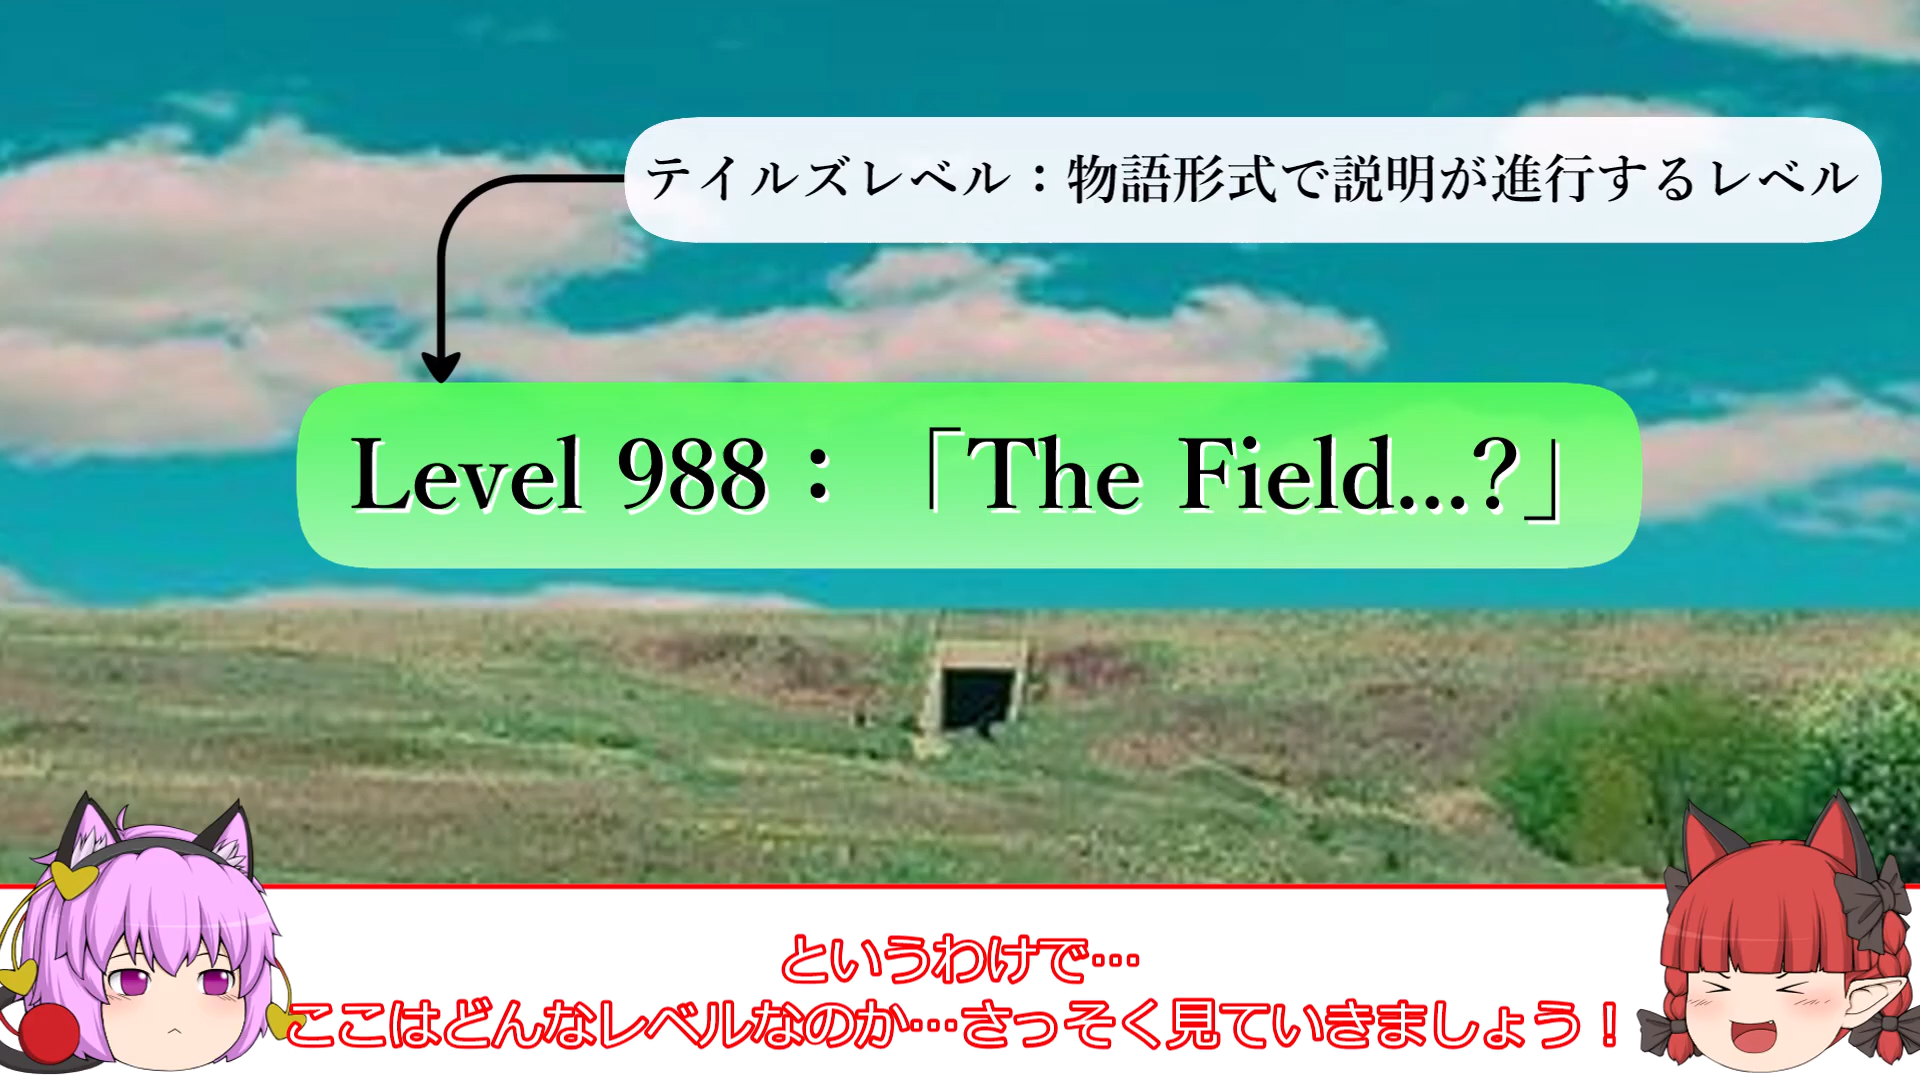 テイルズレベル：物語形式で説明が進行するレベル
Level 988：「The Field...?」
というわけで…
ここはどんなレベルなのか…さっそく見ていきましょう！